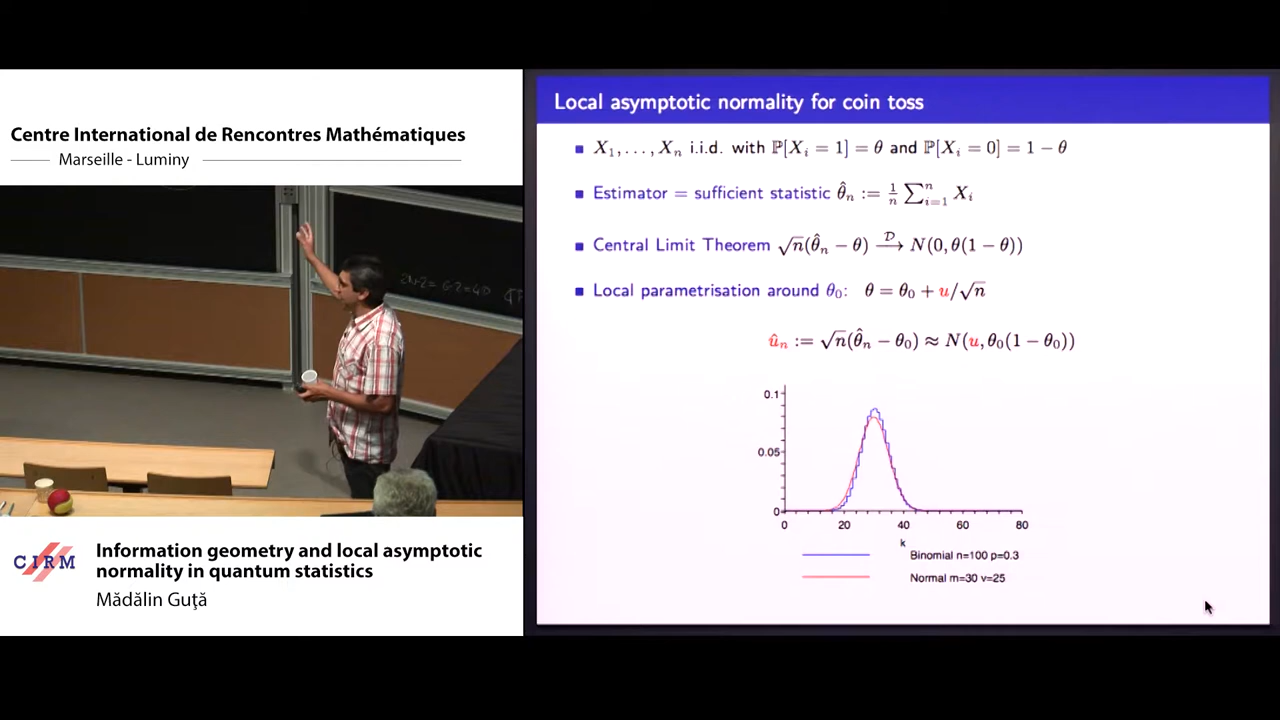 Centre International de Rencontres Mathématiques
Marseille - Luminy
CIRM
Information geometry and local asymptotic
normality in quantum statistics
Mădălin Guţă
Local asymptotic normality for coin toss
X₁, . . . , Xₙ i.i.d. with ℙ[Xᵢ = 1] = θ and ℙ[Xᵢ = 0] = 1 − θ
Estimator = sufficient statistic θ̂ₙ := 1/n ∑ⁿᵢ₌₁ Xᵢ
Central Limit Theorem √n(θ̂ₙ − θ) —𝒟→ N(0, θ(1 − θ))
Local parametrisation around θ₀: θ = θ₀ + u/√n
ûₙ := √n(θ̂ₙ − θ₀) ≈ N(u, θ₀(1 − θ₀))
0.1
0.05
0
0 20 40 60 80
k
Binomial n=100 p=0.3
Normal m=30 v=25